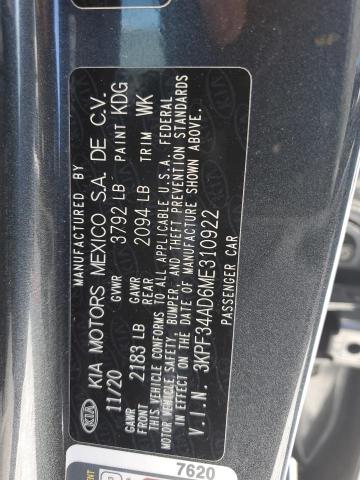 MANUFACTURED BY
KIA MOTORS MEXICO S.A. DE C.V.
KIA
11/20 GVWR 3792 LB PAINT KDG
GAWR FRONT 2183 LB GAWR REAR 2094 LB TRIM WK
THIS VEHICLE CONFORMS TO ALL APPLICABLE U.S.A. FEDERAL
MOTOR VEHICLE SAFETY, BUMPER, AND THEFT PREVENTION STANDARDS
IN EFFECT ON THE DATE OF MANUFACTURE SHOWN ABOVE.
V.I.N. 3KPF34AD6ME310922
PASSENGER CAR
7620